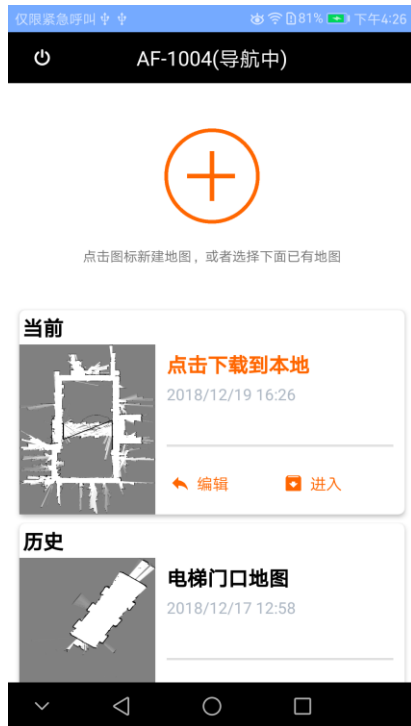 仅限紧急呼叫 81% 下午4:26
AF-1004(导航中)
点击图标新建地图，或者选择下面已有地图
当前
点击下载到本地
2018/12/19 16:26
编辑 进入
历史
电梯门口地图
2018/12/17 12:58